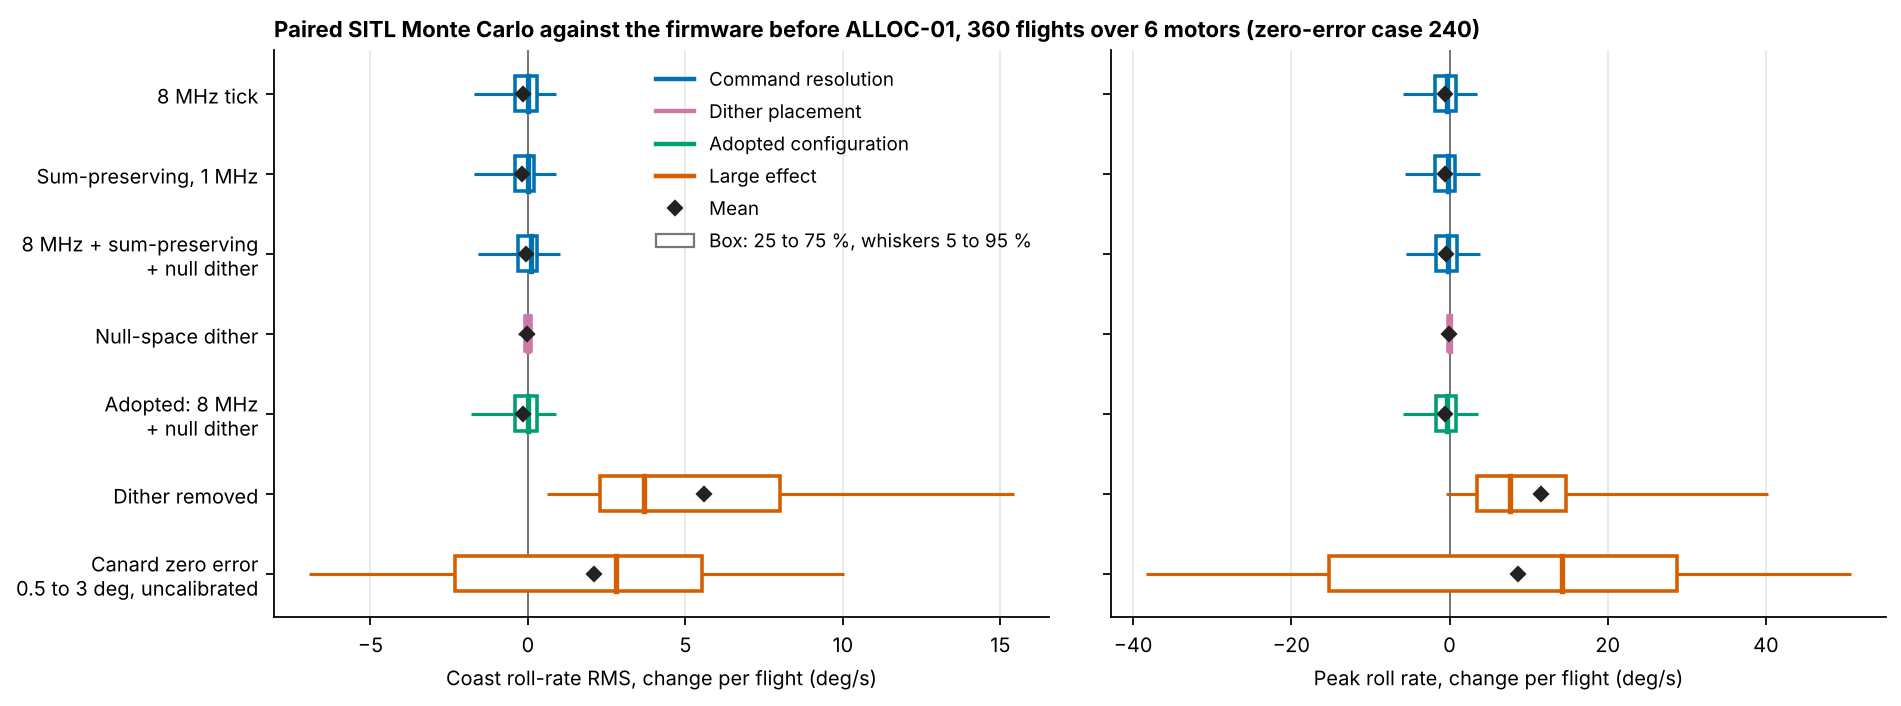 Paired SITL Monte Carlo against the firmware before ALLOC-01, 360 flights over 6 motors (zero-error case 240)
8 MHz tick
Sum-preserving, 1 MHz
8 MHz + sum-preserving
+ null dither
Null-space dither
Adopted: 8 MHz
+ null dither
Dither removed
Canard zero error
0.5 to 3 deg, uncalibrated
Command resolution
Dither placement
Adopted configuration
Large effect
Mean
Box: 25 to 75 %, whiskers 5 to 95 %
−5 0 5 10 15
Coast roll-rate RMS, change per flight (deg/s)
−40 −20 0 20 40
Peak roll rate, change per flight (deg/s)